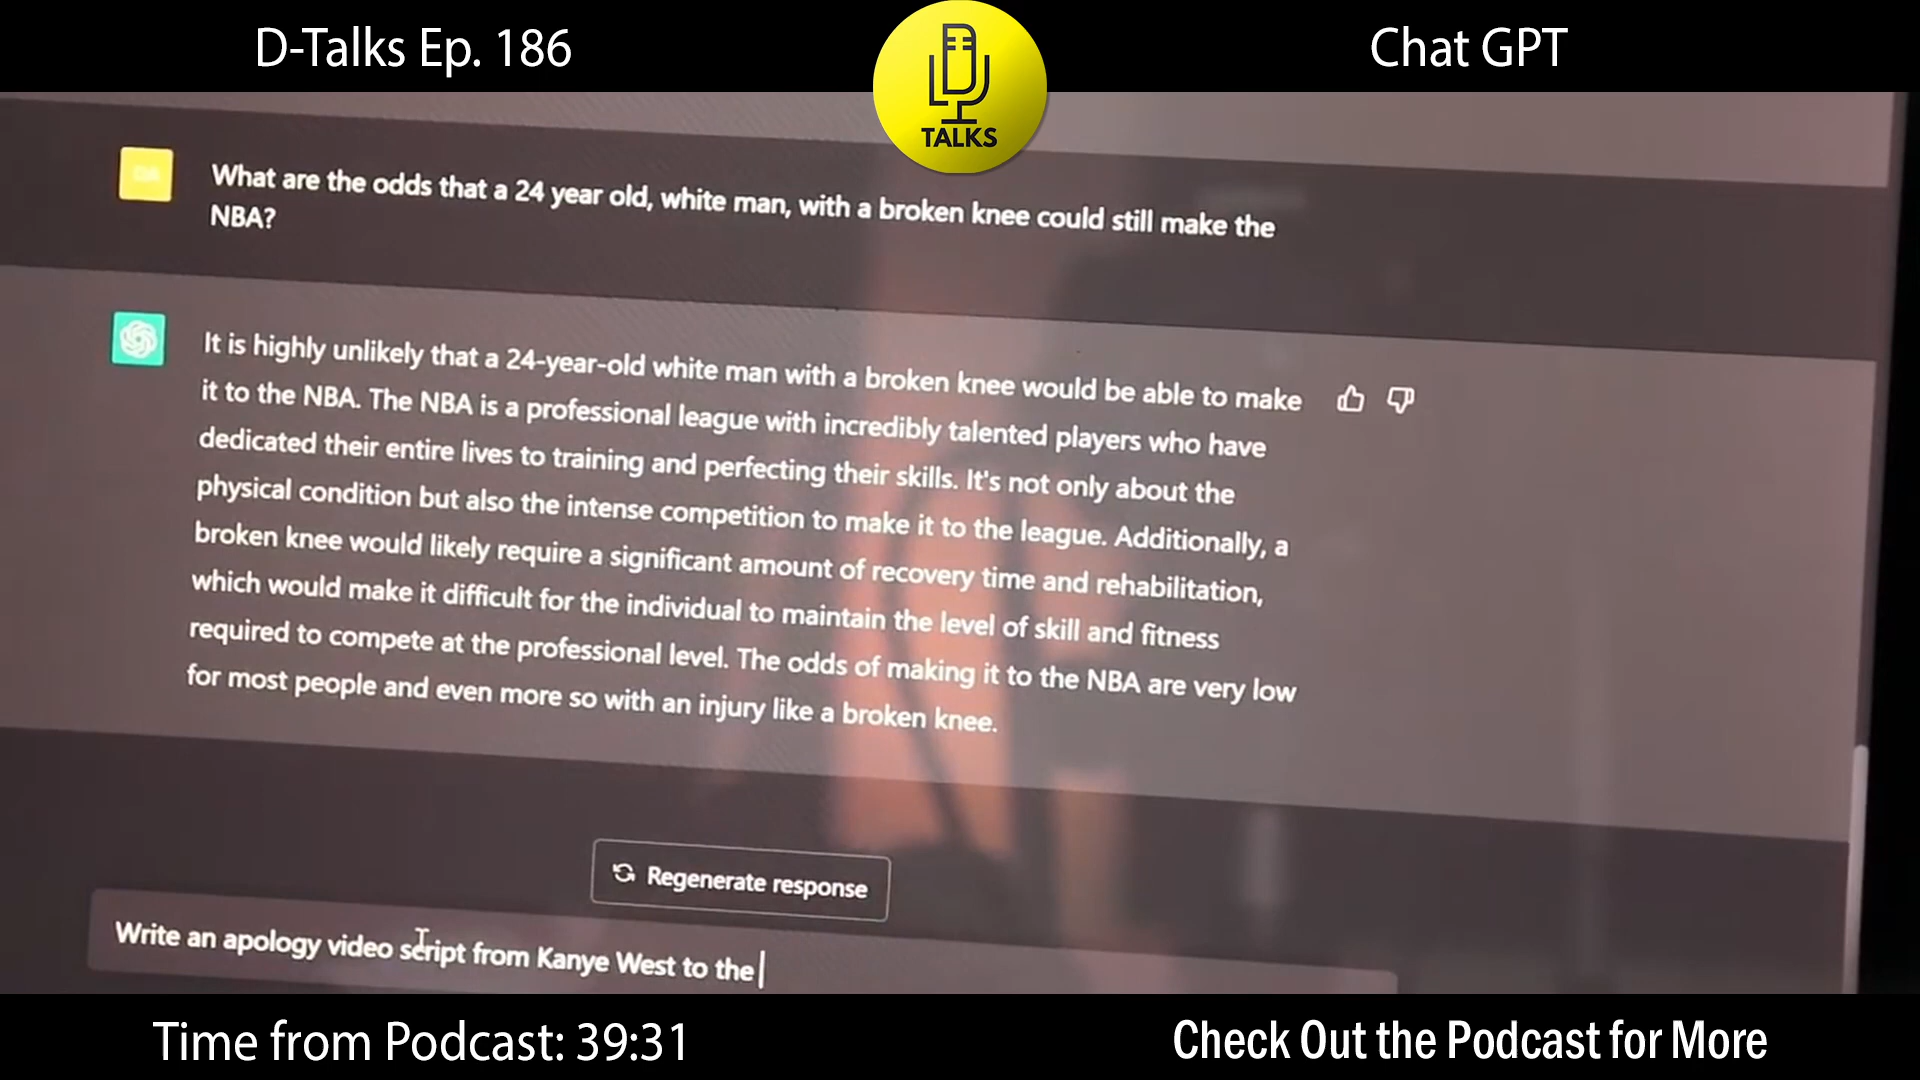 D-Talks Ep. 186
TALKS
Chat GPT
What are the odds that a 24 year old, white man, with a broken knee could still make the
NBA?
It is highly unlikely that a 24-year-old white man with a broken knee would be able to make
it to the NBA. The NBA is a professional league with incredibly talented players who have
dedicated their entire lives to training and perfecting their skills. It's not only about the
physical condition but also the intense competition to make it to the league. Additionally, a
broken knee would likely require a significant amount of recovery time and rehabilitation,
which would make it difficult for the individual to maintain the level of skill and fitness
required to compete at the professional level. The odds of making it to the NBA are very low
for most people and even more so with an injury like a broken knee.
Regenerate response
Write an apology video script from Kanye West to the
Time from Podcast: 39:31
Check Out the Podcast for More